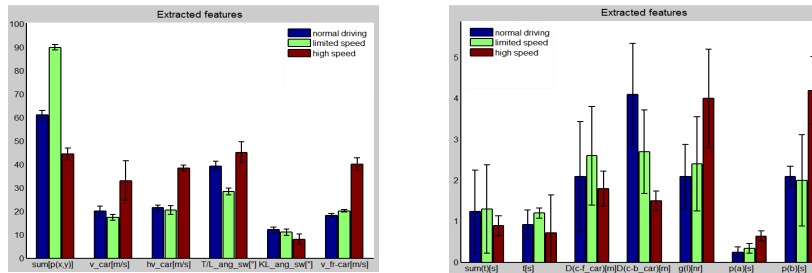 Extracted features
100
90
80
70
60
50
40
30
20
10
0
normal driving
limited speed
high speed
sum[p(x,y)]
v_car[m/s]
hv_car[m/s]
T/L_ang_sw[°]
KL_ang_sw[°]
v_fr-car[m/s]
Extracted features
5
4
3
2
1
0
normal driving
limited speed
high speed
sum(t)[s]
t[s]
D(c-f_car)[m]
D(c-b_car)[m]
g(l)[nr]
p(a)[s]
p(b)[s]